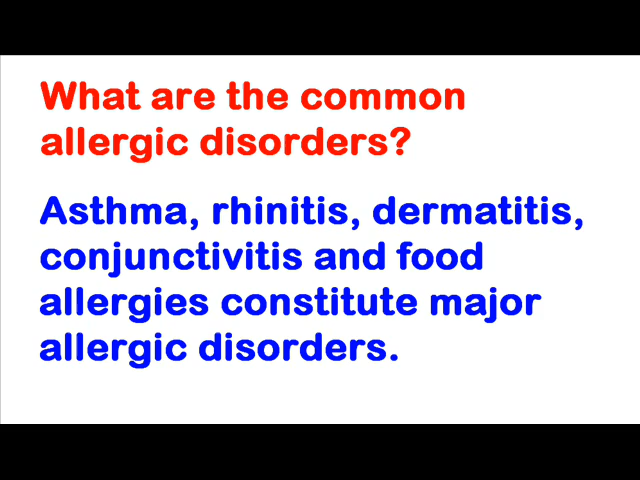 What are the common
allergic disorders?
Asthma, rhinitis, dermatitis,
conjunctivitis and food
allergies constitute major
allergic disorders.